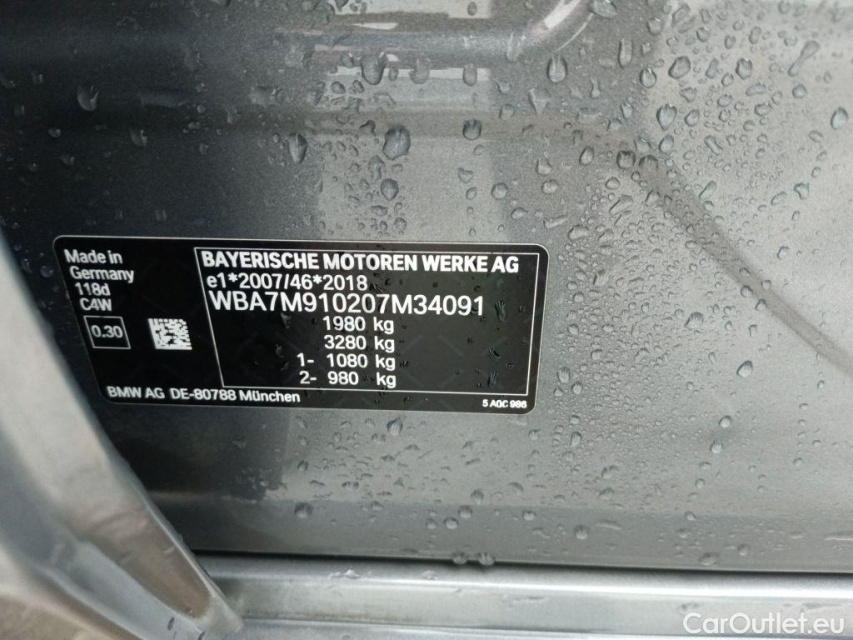 Made in
Germany
118d
C4W
0.30
BAYERISCHE MOTOREN WERKE AG
e1*2007/46*2018
WBA7M910207M34091
1980 kg
3280 kg
1- 1080 kg
2- 980 kg
BMW AG DE-80788 München
5 AGC 986
CarOutlet.eu